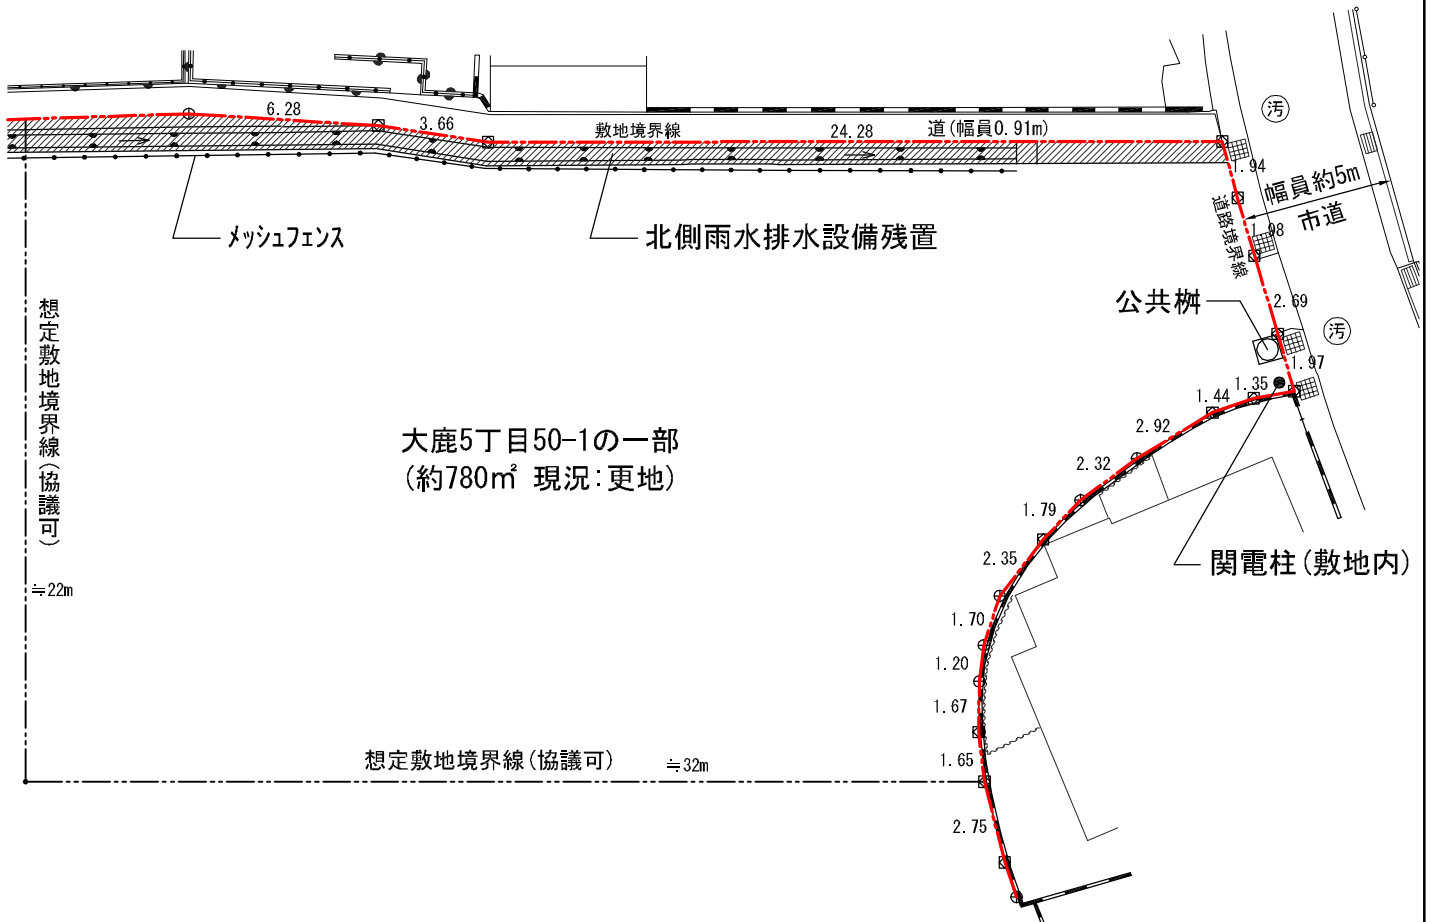 6.28
3.66
敷地境界線
24.28
道(幅員0.91m)
汚
1.94
幅員約5m
市道
道路境界線
1.98
メッシュフェンス
北側雨水排水設備残置
公共桝
2.69
汚
1.97
想定敷地境界線(協議可)
≒22m
大鹿5丁目50-1の一部
(約780㎡ 現況:更地)
1.35
1.44
2.92
2.32
1.79
2.35
関電柱(敷地内)
1.70
1.20
1.67
1.65
想定敷地境界線(協議可)
≒32m
2.75